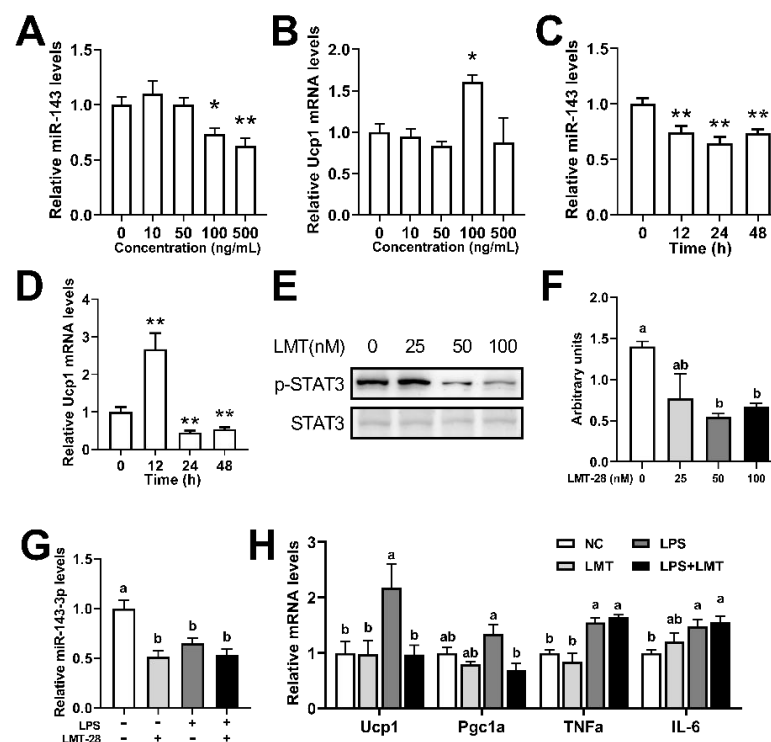 A
Relative miR-143 levels
1.5
1.0
0.5
0.0
*
**
0 10 50 100 500
Concentration (ng/mL)
B
Relative Ucp1 mRNA levels
2.0
1.5
1.0
0.5
0.0
*
0 10 50 100 500
Concentration (ng/mL)
C
Relative miR-143 levels
1.5
1.0
0.5
0.0
** ** **
0 12 24 48
Time (h)
D
Relative Ucp1 mRNA levels
4
3
2
1
0
**
** **
0 12 24 48
Time (h)
E
LMT(nM) 0 25 50 100
p-STAT3
STAT3
F
Arbitrary units
2.0
1.5
1.0
0.5
0.0
a
ab
b b
LMT-28 (nM) 0 25 50 100
G
Relative miR-143-3p levels
1.5
1.0
0.5
0.0
a
b b b
LPS - - + +
LMT-28 - + - +
H
Relative mRNA levels
3
2
1
0
NC LPS
LMT LPS+LMT
b b a b
ab ab a b
b b a a
b ab a a
Ucp1 Pgc1a TNFa IL-6